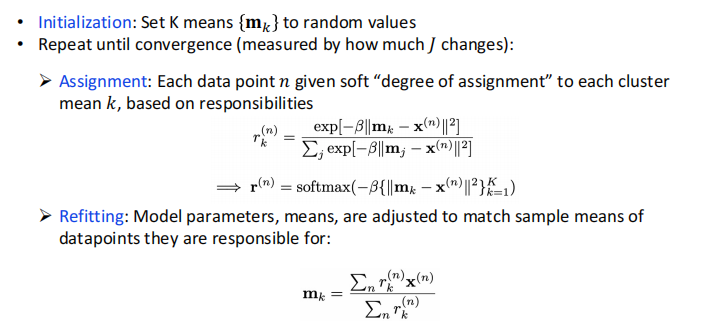 • Initialization: Set K means {𝐦ₖ} to random values
• Repeat until convergence (measured by how much J changes):
➢ Assignment: Each data point n given soft “degree of assignment” to each cluster
mean k, based on responsibilities
r_k^{(n)} = \frac{\exp[-\beta\|\mathbf{m}_k - \mathbf{x}^{(n)}\|^2]}{\sum_j \exp[-\beta\|\mathbf{m}_j - \mathbf{x}^{(n)}\|^2]}
\Longrightarrow \mathbf{r}^{(n)} = \text{softmax}(-\beta\{\|\mathbf{m}_k - \mathbf{x}^{(n)}\|^2\}_{k=1}^K)
➢ Refitting: Model parameters, means, are adjusted to match sample means of
datapoints they are responsible for:
\mathbf{m}_k = \frac{\sum_n r_k^{(n)} \mathbf{x}^{(n)}}{\sum_n r_k^{(n)}}